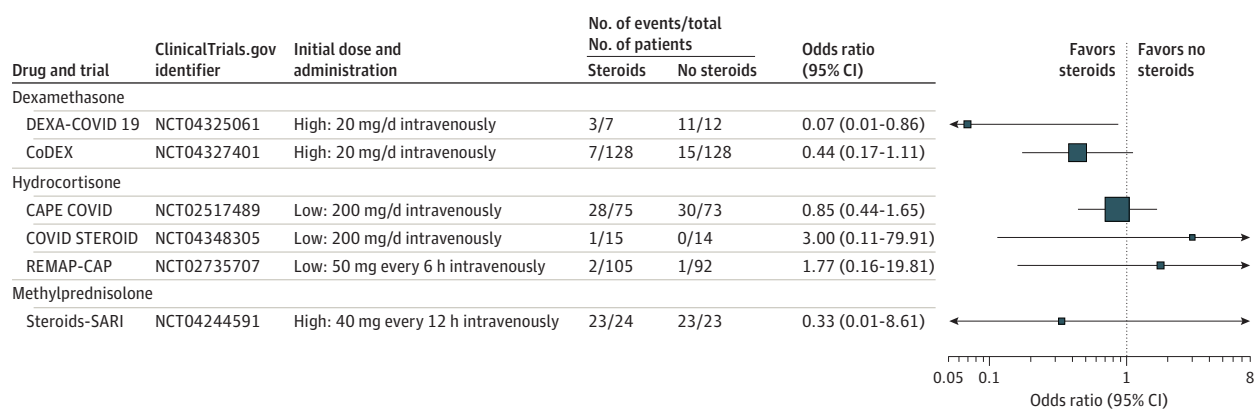 No. of events/total
No. of patients
Drug and trial ClinicalTrials.gov identifier Initial dose and administration Steroids No steroids Odds ratio (95% CI) Favors steroids Favors no steroids
Dexamethasone
DEXA-COVID 19 NCT04325061 High: 20 mg/d intravenously 3/7 11/12 0.07 (0.01-0.86)
CoDEX NCT04327401 High: 20 mg/d intravenously 7/128 15/128 0.44 (0.17-1.11)
Hydrocortisone
CAPE COVID NCT02517489 Low: 200 mg/d intravenously 28/75 30/73 0.85 (0.44-1.65)
COVID STEROID NCT04348305 Low: 200 mg/d intravenously 1/15 0/14 3.00 (0.11-79.91)
REMAP-CAP NCT02735707 Low: 50 mg every 6 h intravenously 2/105 1/92 1.77 (0.16-19.81)
Methylprednisolone
Steroids-SARI NCT04244591 High: 40 mg every 12 h intravenously 23/24 23/23 0.33 (0.01-8.61)
0.05 0.1 1 8
Odds ratio (95% CI)